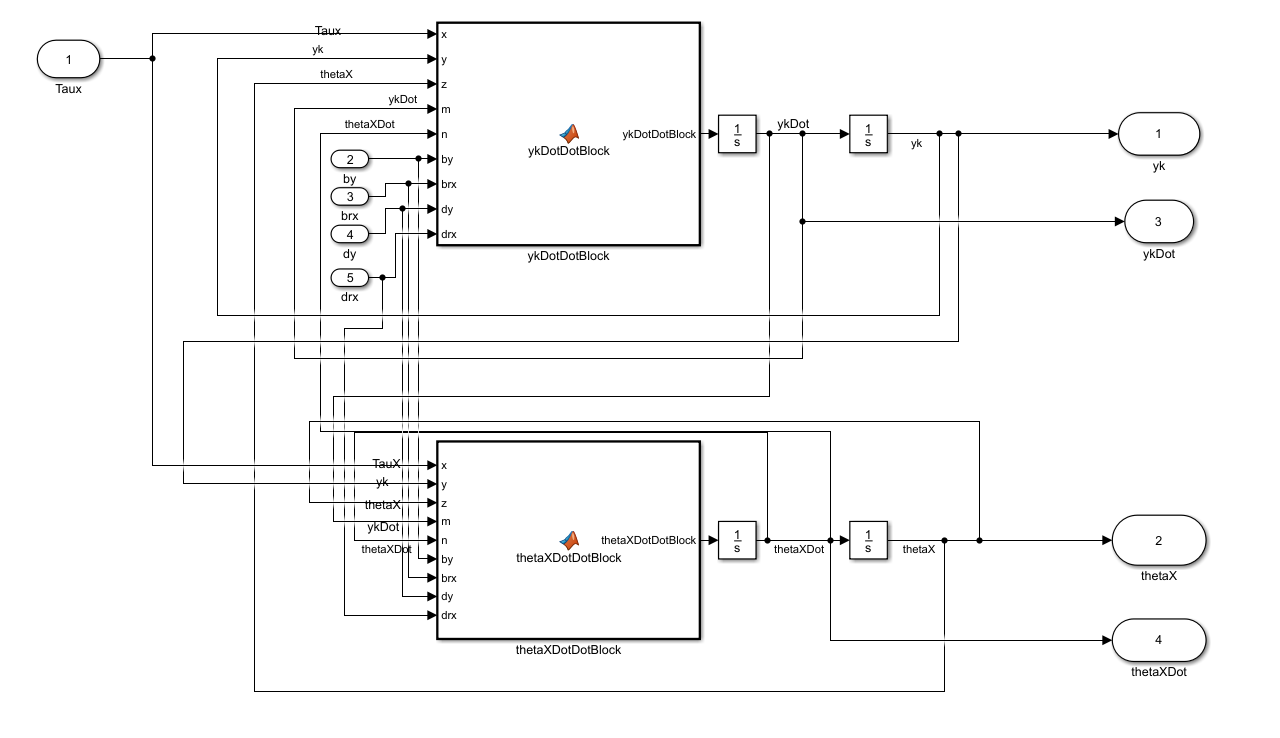 Taux
1
Taux
yk
thetaX
ykDot
thetaXDot
2
by
3
brx
4
dy
5
drx
x
y
z
m
n
by
brx
dy
drx
ykDotDotBlock
ykDotDotBlock
ykDotDotBlock
1
s
ykDot
1
s
yk
1
yk
3
ykDot
TauX
yk
thetaX
ykDot
thetaXDot
x
y
z
m
n
by
brx
dy
drx
thetaXDotDotBlock
thetaXDotDotBlock
thetaXDotDotBlock
1
s
thetaXDot
1
s
thetaX
2
thetaX
4
thetaXDot